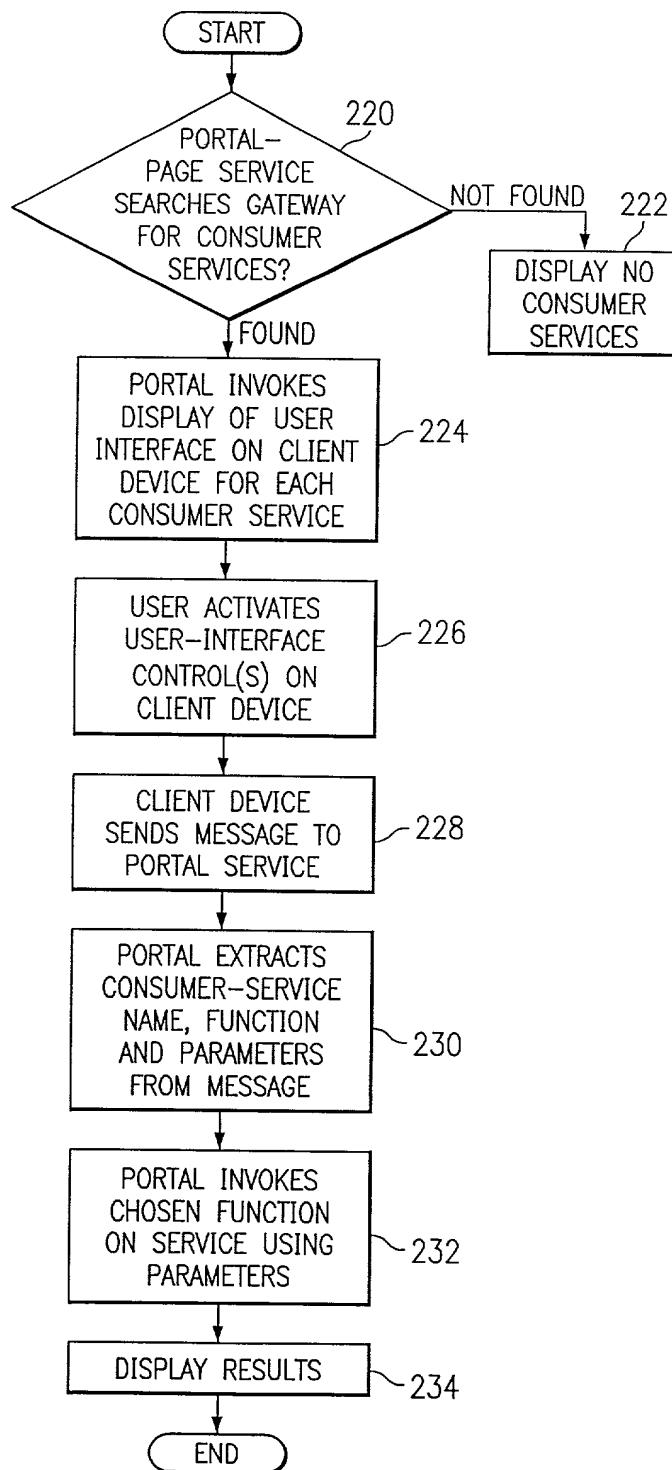 START
220
PORTAL–
PAGE SERVICE
SEARCHES GATEWAY
FOR CONSUMER
SERVICES?
NOT FOUND
222
DISPLAY NO
CONSUMER
SERVICES
FOUND
PORTAL INVOKES
DISPLAY OF USER
INTERFACE ON CLIENT
DEVICE FOR EACH
CONSUMER SERVICE
224
USER ACTIVATES
USER–INTERFACE
CONTROL(S) ON
CLIENT DEVICE
226
CLIENT DEVICE
SENDS MESSAGE TO
PORTAL SERVICE
228
PORTAL EXTRACTS
CONSUMER–SERVICE
NAME, FUNCTION
AND PARAMETERS
FROM MESSAGE
230
PORTAL INVOKES
CHOSEN FUNCTION
ON SERVICE USING
PARAMETERS
232
DISPLAY RESULTS
234
END